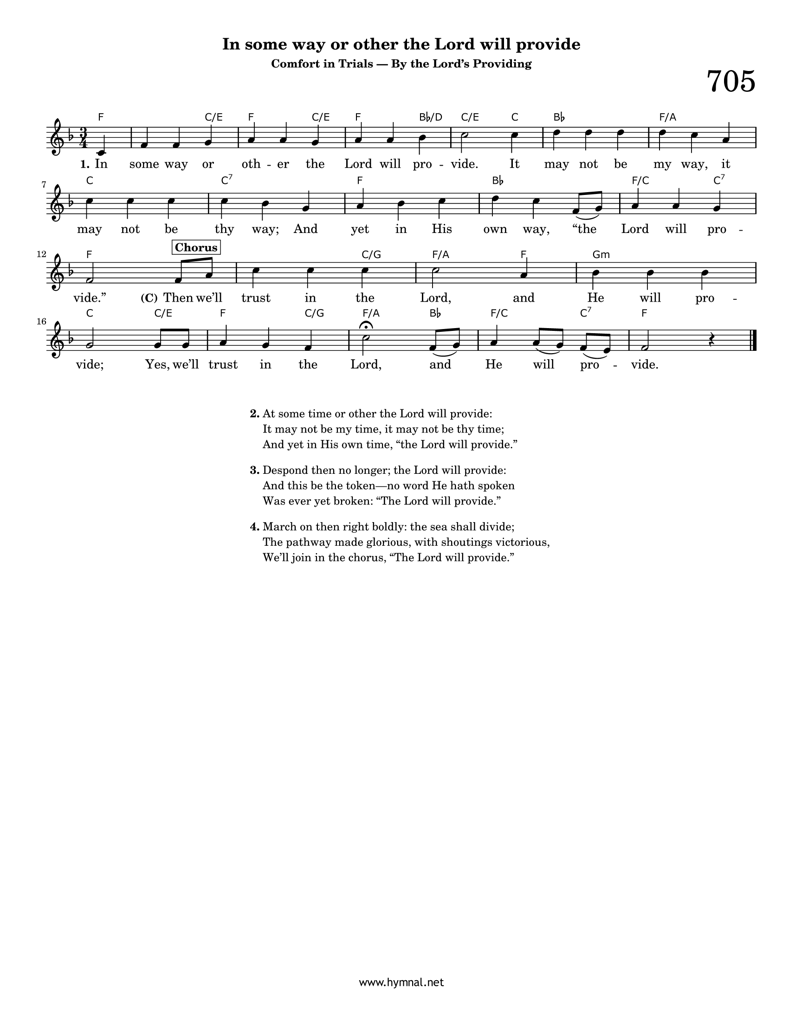 In some way or other the Lord will provide
Comfort in Trials — By the Lord's Providing
705
F C/E F C/E F B♭/D C/E C B♭ F/A
3
4
1. In some way or oth - er the Lord will pro - vide. It may not be my way, it
7
C C7 F B♭ F/C C7
may not be thy way; And yet in His own way, “the Lord will pro -
12
F Chorus C/G F/A F Gm
vide.” (C) Then we'll trust in the Lord, and He will pro -
16
C C/E F C/G F/A B♭ F/C C7 F
vide; Yes, we'll trust in the Lord, and He will pro - vide.
2. At some time or other the Lord will provide:
It may not be my time, it may not be thy time;
And yet in His own time, “the Lord will provide.”
3. Despond then no longer; the Lord will provide:
And this be the token—no word He hath spoken
Was ever yet broken: “The Lord will provide.”
4. March on then right boldly: the sea shall divide;
The pathway made glorious, with shoutings victorious,
We'll join in the chorus, “The Lord will provide.”
www.hymnal.net